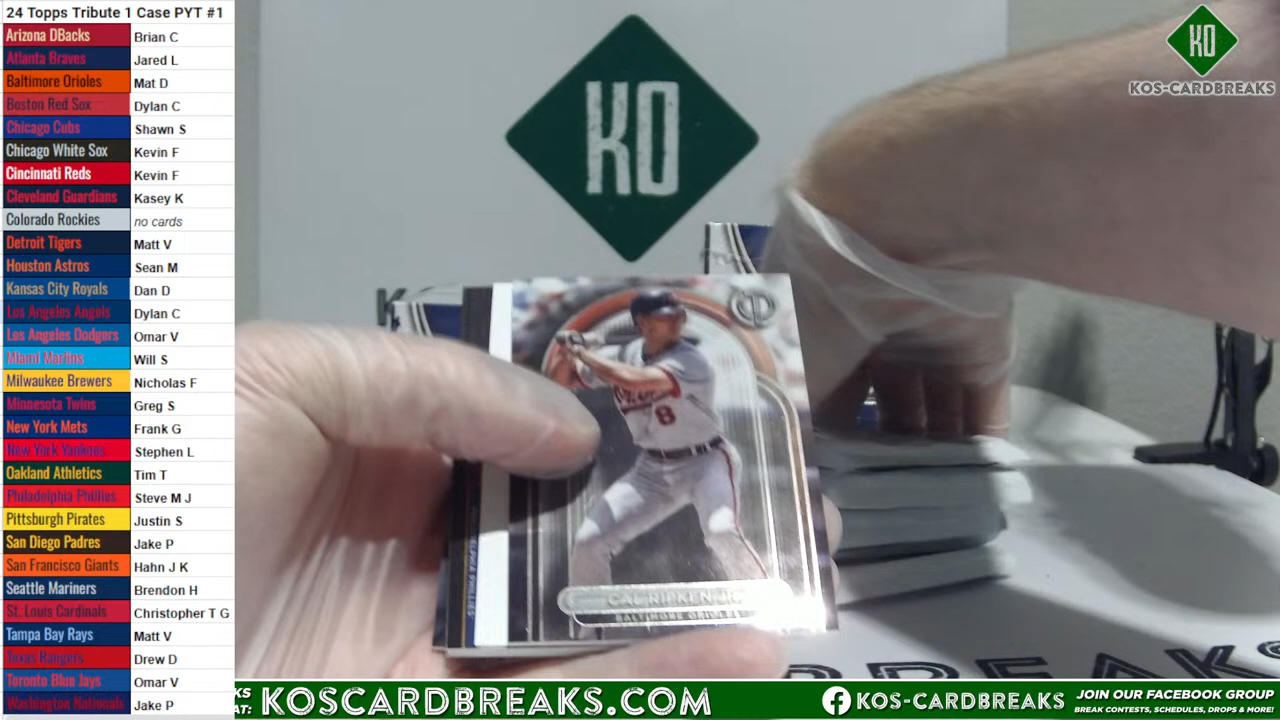 24 Topps Tribute 1 Case PYT #1
Arizona DBacks Brian C
Atlanta Braves Jared L
Baltimore Orioles Mat D
Boston Red Sox Dylan C
Chicago Cubs Shawn S
Chicago White Sox Kevin F
Cincinnati Reds Kevin F
Cleveland Guardians Kasey K
Colorado Rockies no cards
Detroit Tigers Matt V
Houston Astros Sean M
Kansas City Royals Dan D
Los Angeles Angels Dylan C
Los Angeles Dodgers Omar V
Miami Marlins Will S
Milwaukee Brewers Nicholas F
Minnesota Twins Greg S
New York Mets Frank G
New York Yankees Stephen L
Oakland Athletics Tim T
Philadelphia Phillies Steve M J
Pittsburgh Pirates Justin S
San Diego Padres Jake P
San Francisco Giants Hahn J K
Seattle Mariners Brendon H
St. Louis Cardinals Christopher T G
Tampa Bay Rays Matt V
Texas Rangers Drew D
Toronto Blue Jays Omar V
Washington Nationals Jake P
KO
KO
KOS-CARDBREAKS
8
CAL RIPKEN JR.
BALTIMORE ORIOLES
PHILLIES
BREAKS
KS
AT:
KOSCARDBREAKS.COM
KOS-CARDBREAKS
JOIN OUR FACEBOOK GROUP
BREAK CONTESTS, SCHEDULES, DROPS & MORE!